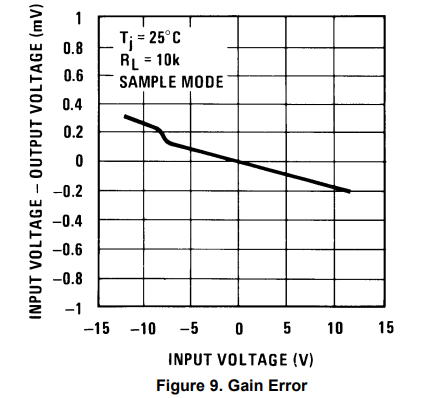 INPUT VOLTAGE – OUTPUT VOLTAGE (mV)
1
0.8
0.6
0.4
0.2
0
–0.2
–0.4
–0.6
–0.8
–1
Tj = 25°C
RL = 10k
SAMPLE MODE
–15 –10 –5 0 5 10 15
INPUT VOLTAGE (V)
Figure 9. Gain Error